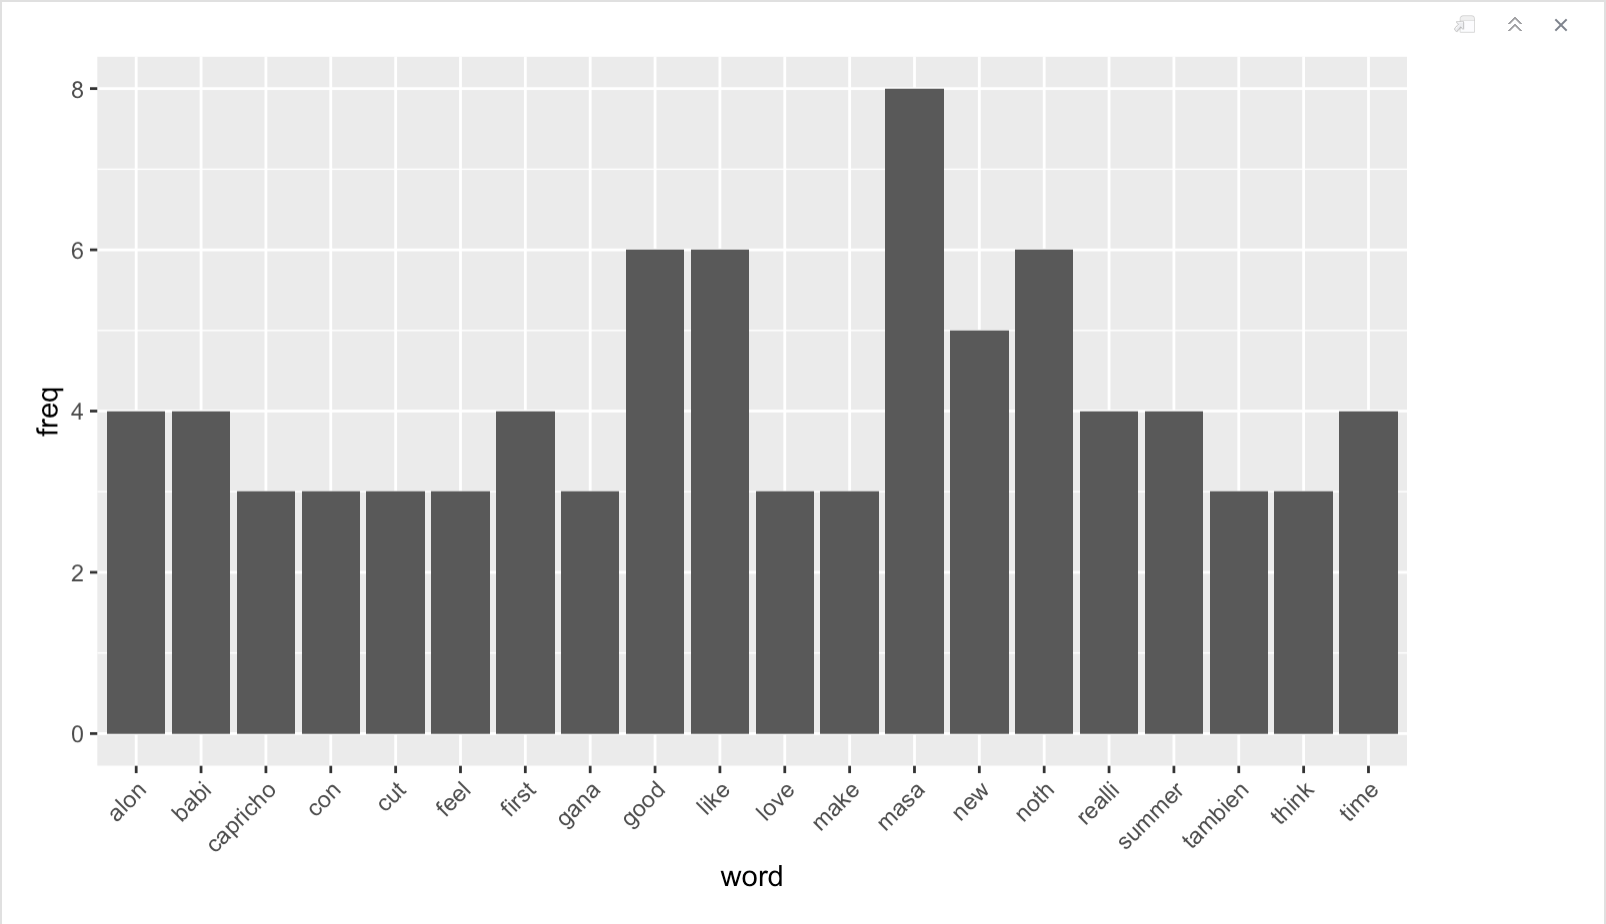 8
6
4
2
0
freq
alon
babi
capricho
con
cut
feel
first
gana
good
like
love
make
masa
new
noth
realli
summer
tambien
think
time
word